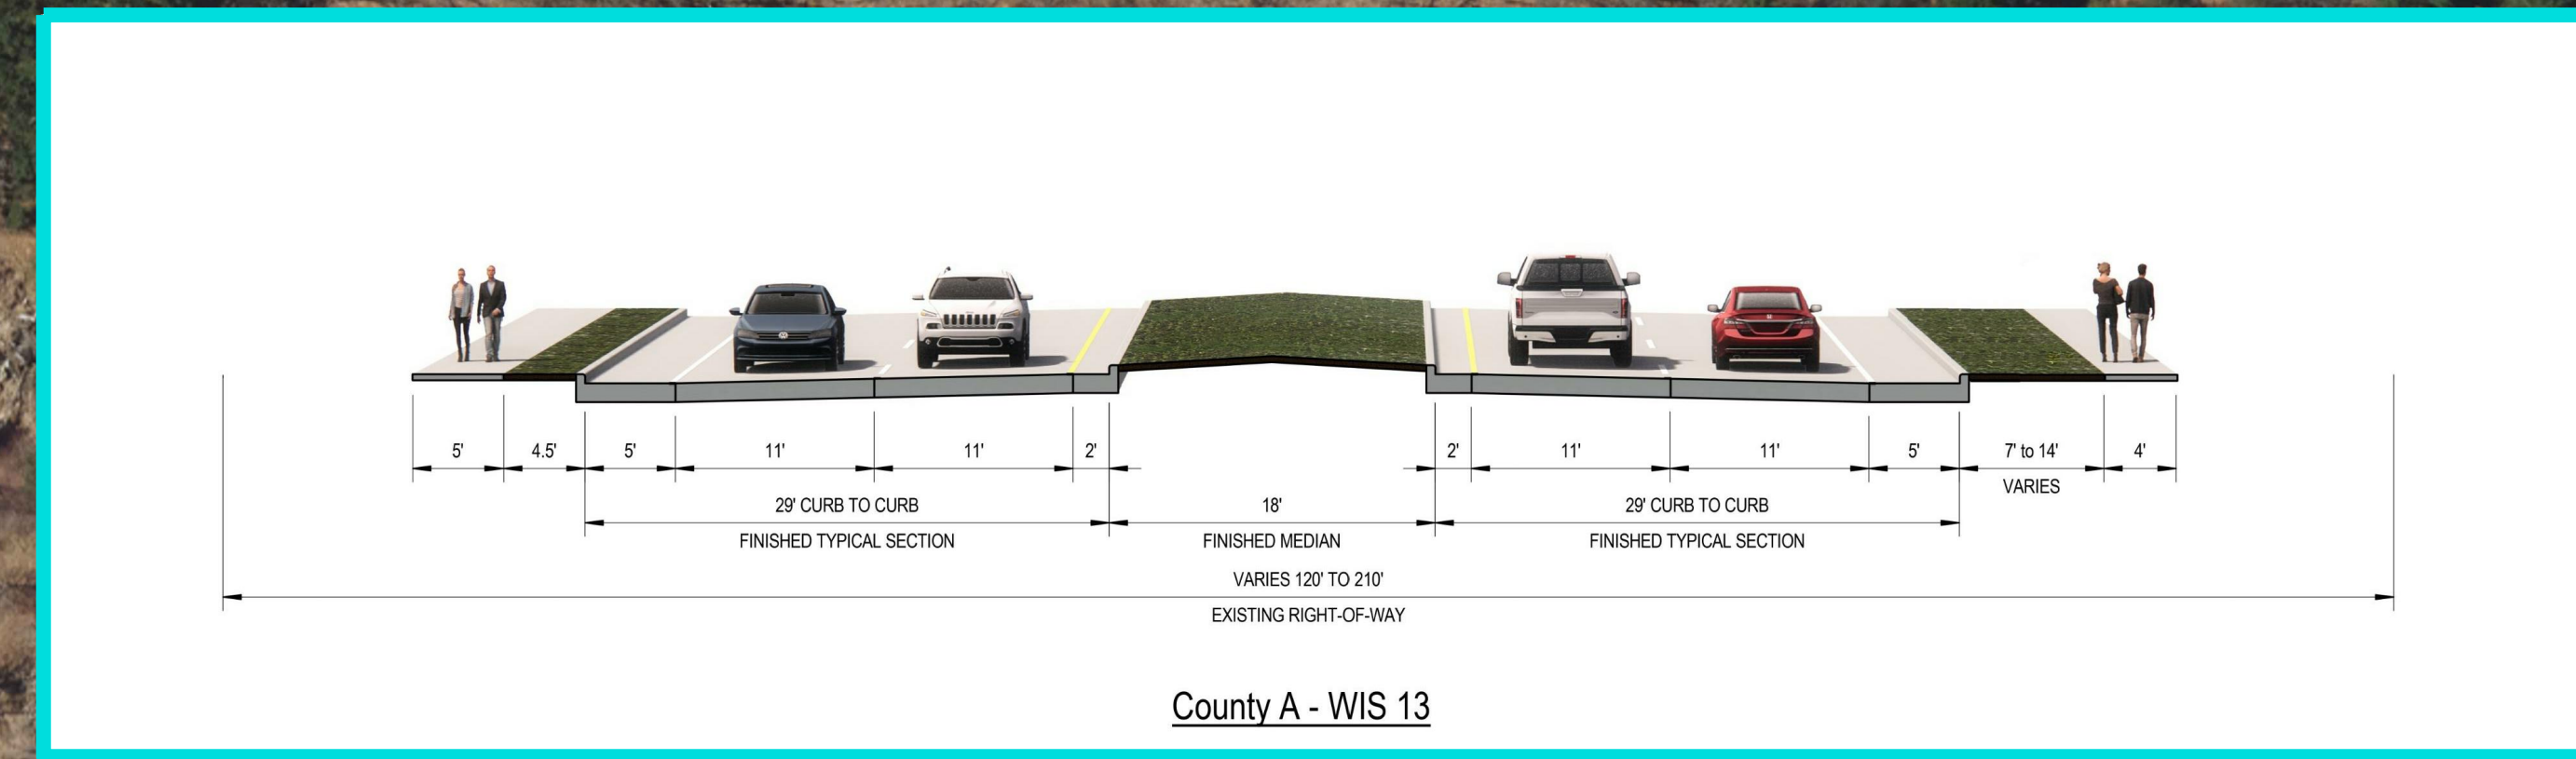 5' 4.5' 5' 11' 11' 2' 2' 11' 11' 5' 7' to 14' 4'
VARIES
29' CURB TO CURB 18' 29' CURB TO CURB
FINISHED TYPICAL SECTION FINISHED MEDIAN FINISHED TYPICAL SECTION
VARIES 120' TO 210'
EXISTING RIGHT-OF-WAY
County A - WIS 13